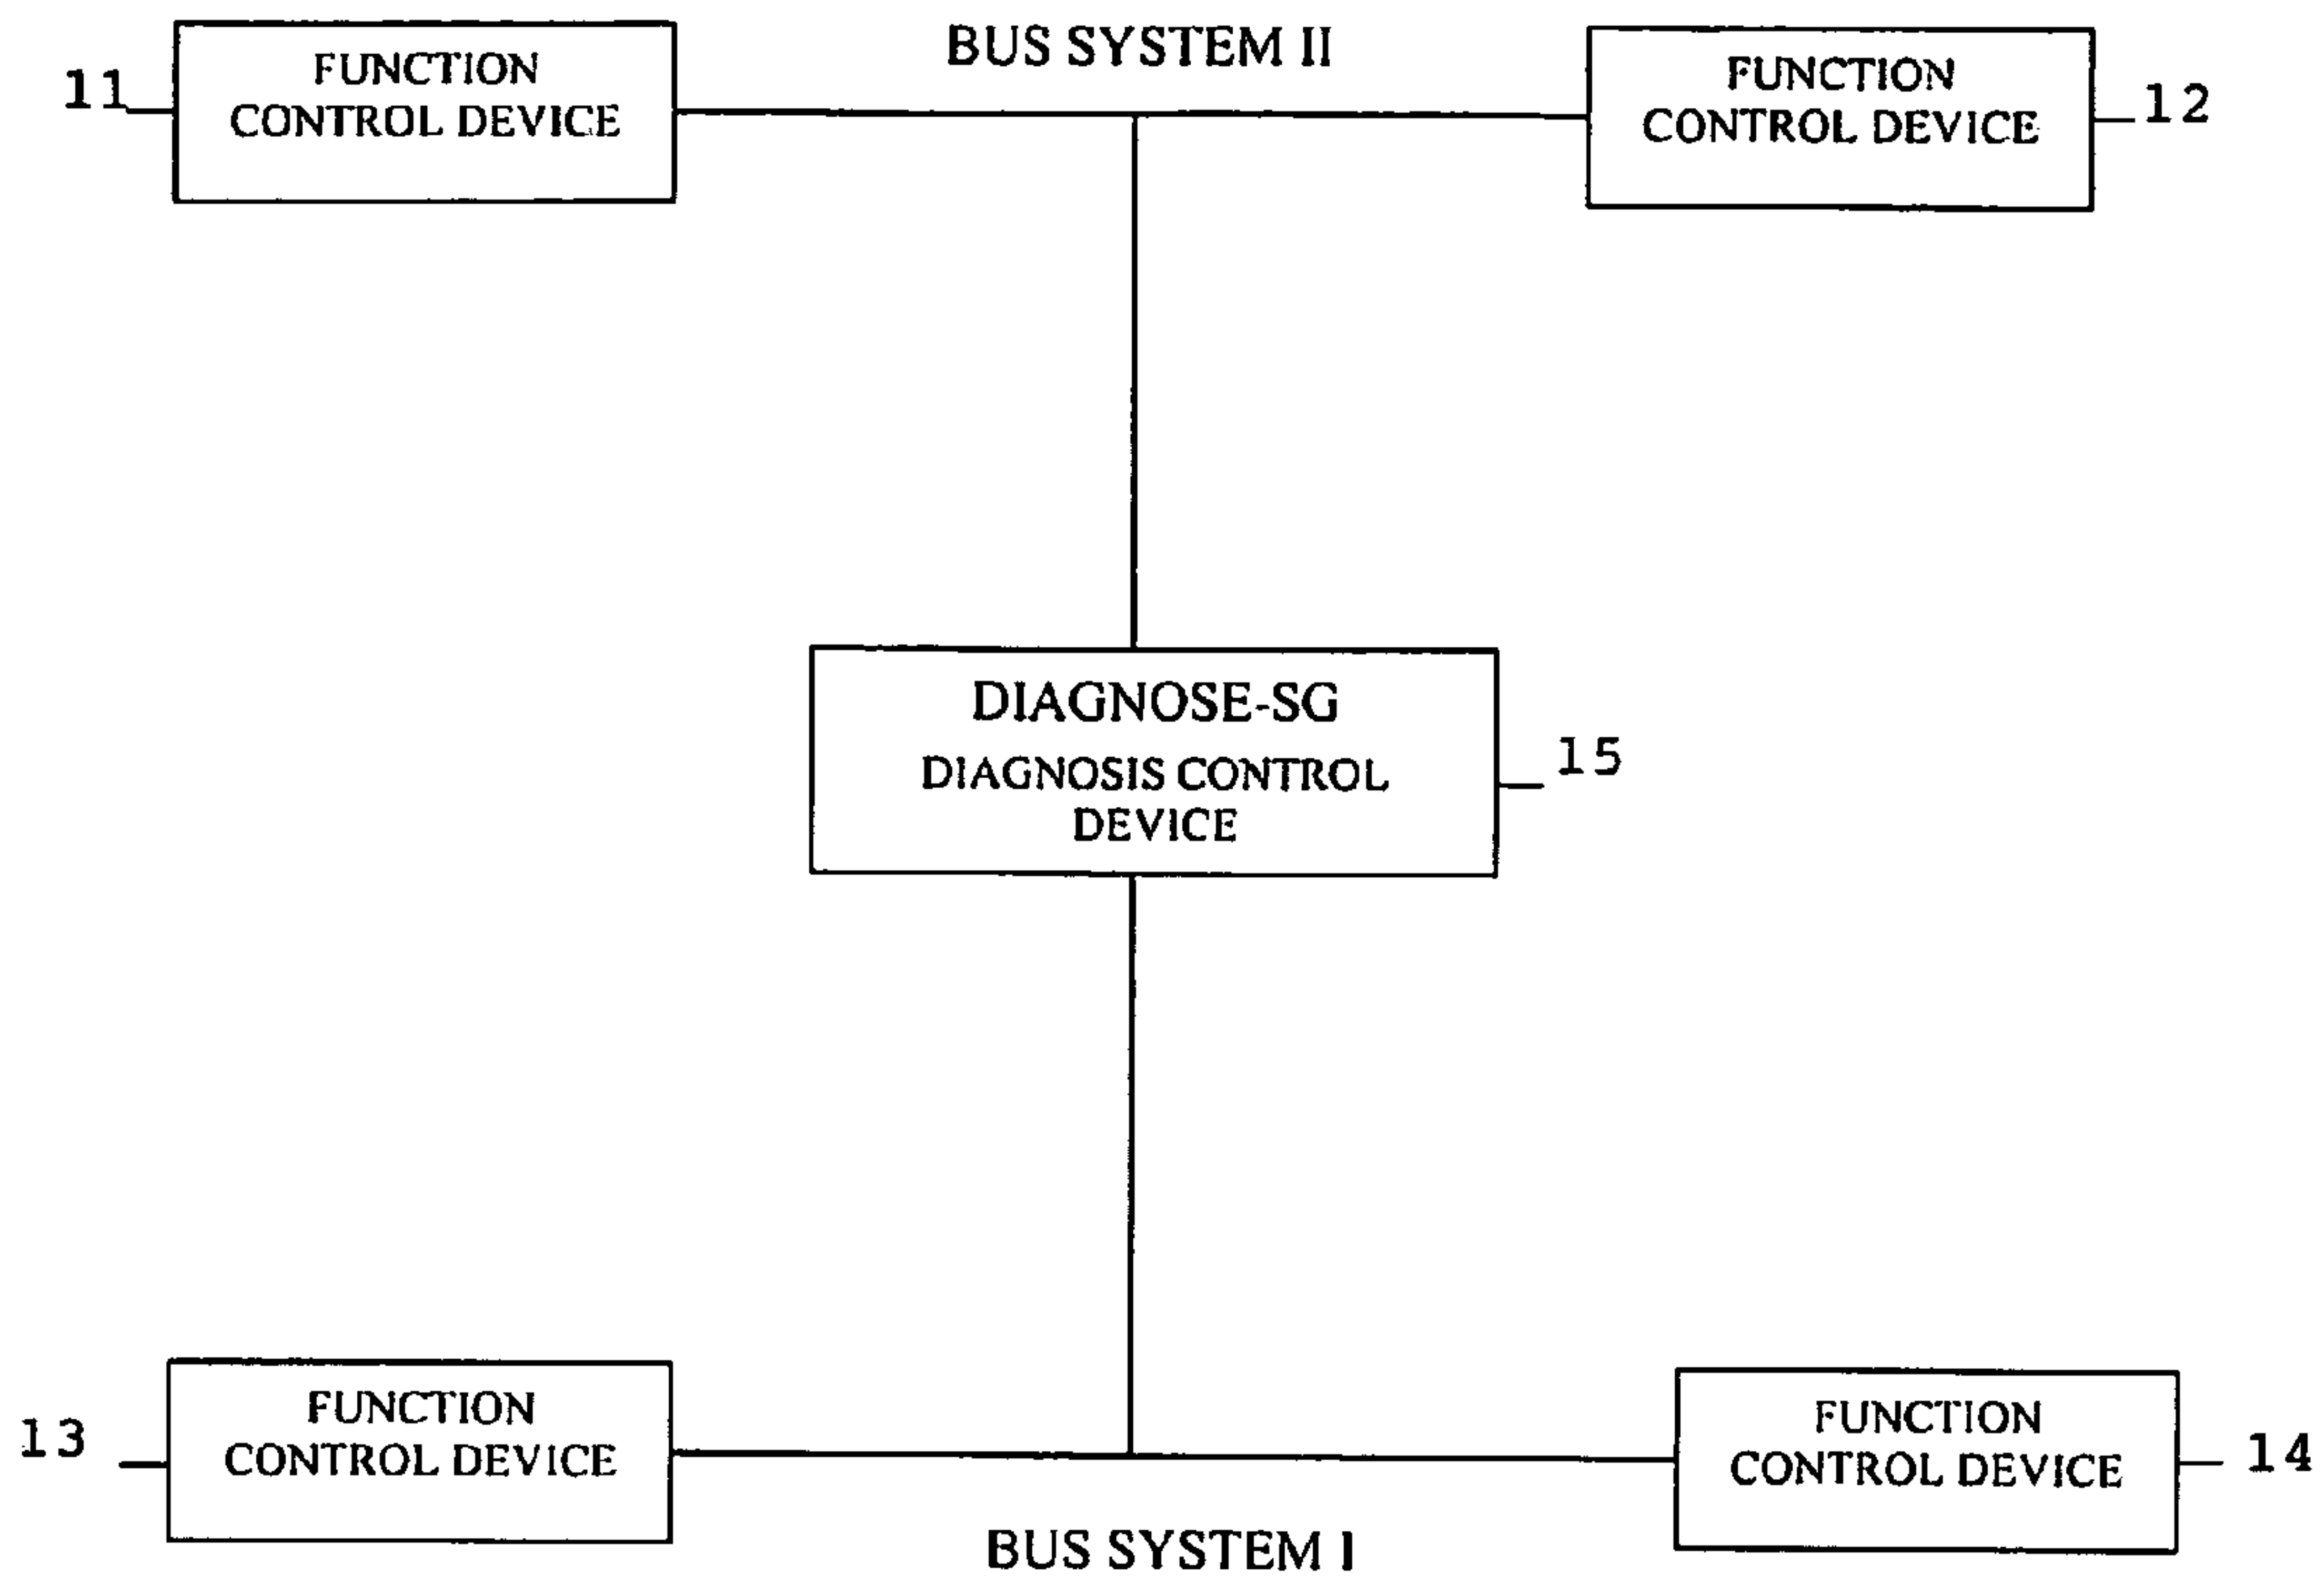 BUS SYSTEM II
11
FUNCTION
CONTROL DEVICE
FUNCTION
CONTROL DEVICE
12
DIAGNOSE-SG
DIAGNOSIS CONTROL
DEVICE
15
13
FUNCTION
CONTROL DEVICE
FUNCTION
CONTROL DEVICE
14
BUS SYSTEM I